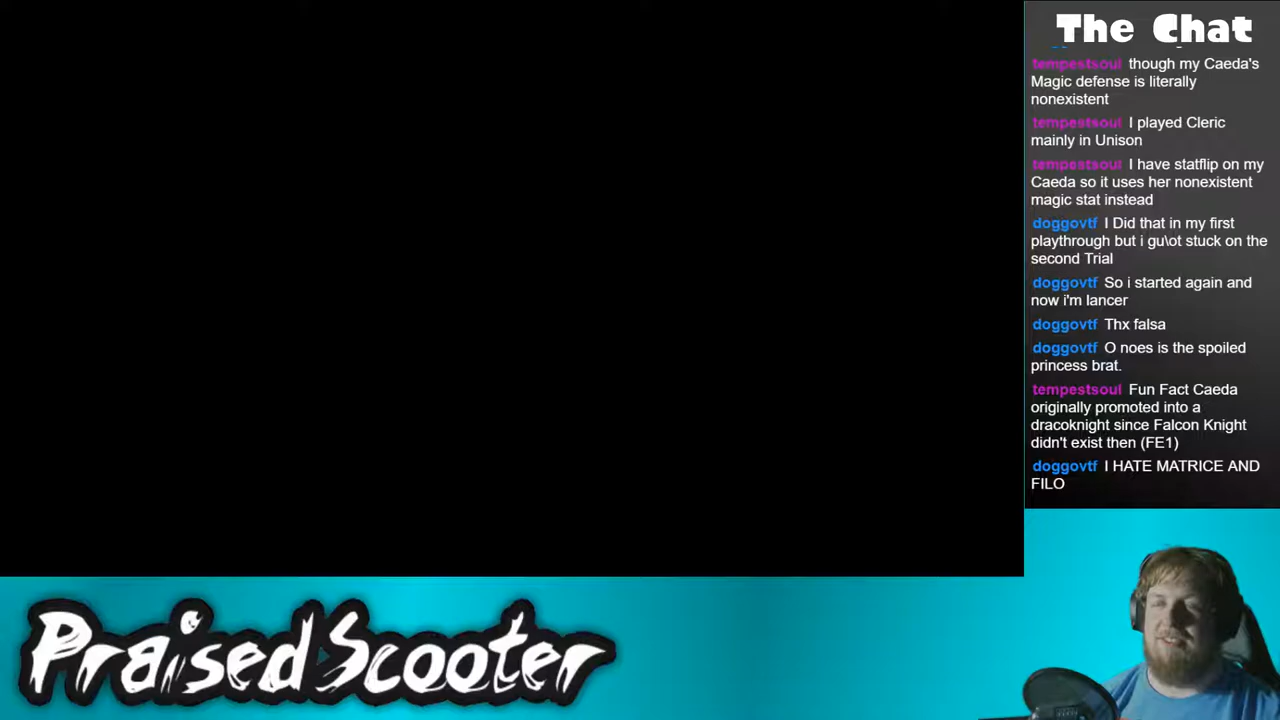 The Chat
tempestsoul though my Caeda's
Magic defense is literally
nonexistent
tempestsoul I played Cleric
mainly in Unison
tempestsoul I have statflip on my
Caeda so it uses her nonexistent
magic stat instead
doggovtf I Did that in my first
playthrough but i gu\ot stuck on the
second Trial
doggovtf So i started again and
now i'm lancer
doggovtf Thx falsa
doggovtf O noes is the spoiled
princess brat.
tempestsoul Fun Fact Caeda
originally promoted into a
dracoknight since Falcon Knight
didn't exist then (FE1)
doggovtf I HATE MATRICE AND
FILO
Praised Scooter